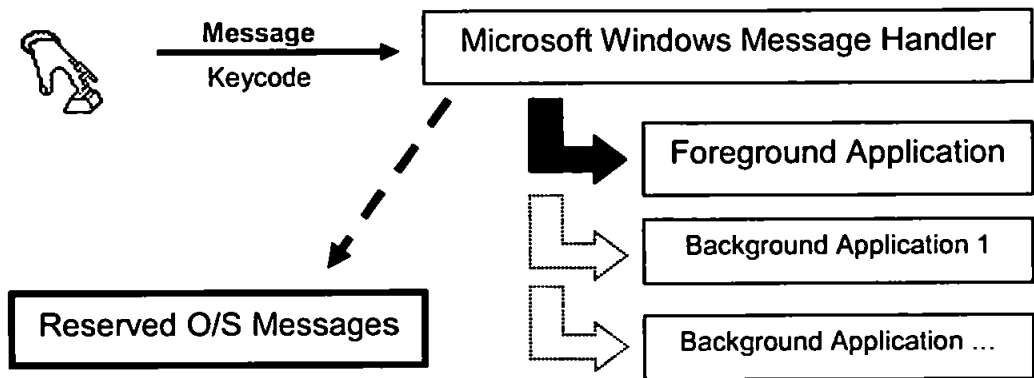 Message
Keycode
Microsoft Windows Message Handler
Foreground Application
Background Application 1
Reserved O/S Messages
Background Application ...